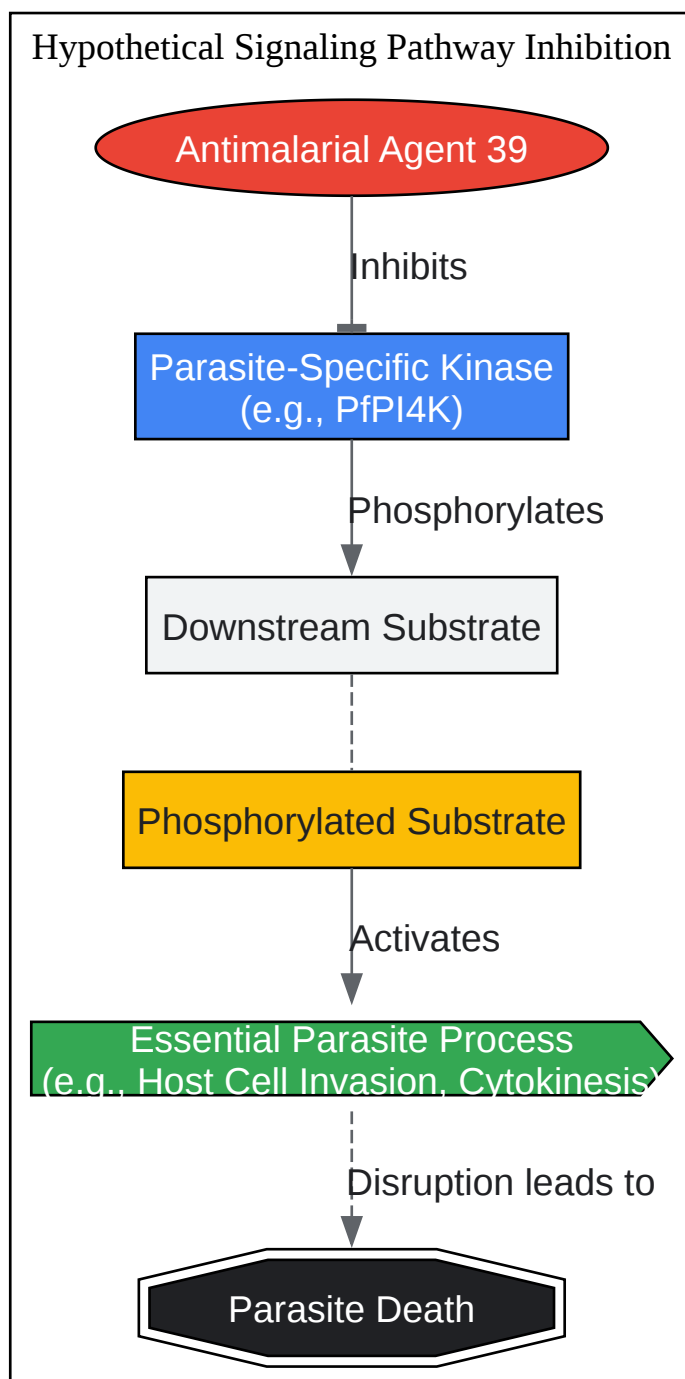 Hypothetical Signaling Pathway Inhibition
Antimalarial Agent 39
Inhibits
Parasite-Specific Kinase
(e.g., PfPI4K)
Phosphorylates
Downstream Substrate
Phosphorylated Substrate
Activates
Essential Parasite Process
(e.g., Host Cell Invasion, Cytokinesis)
Disruption leads to
Parasite Death